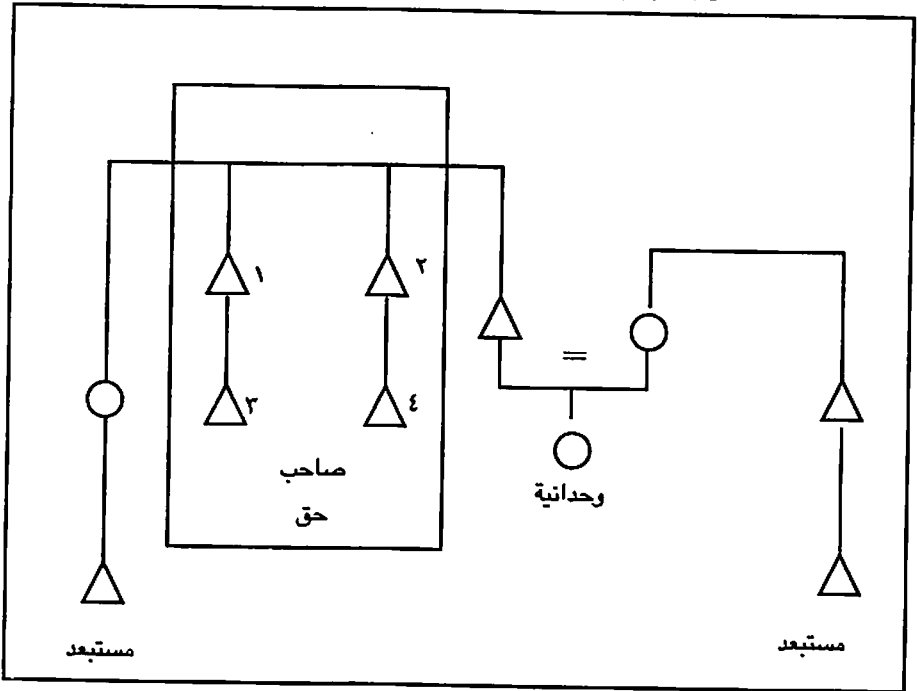 ١ ٢
=
٣ ٤
صاحب
حق
وحدانية
مستبعد
مستبعد